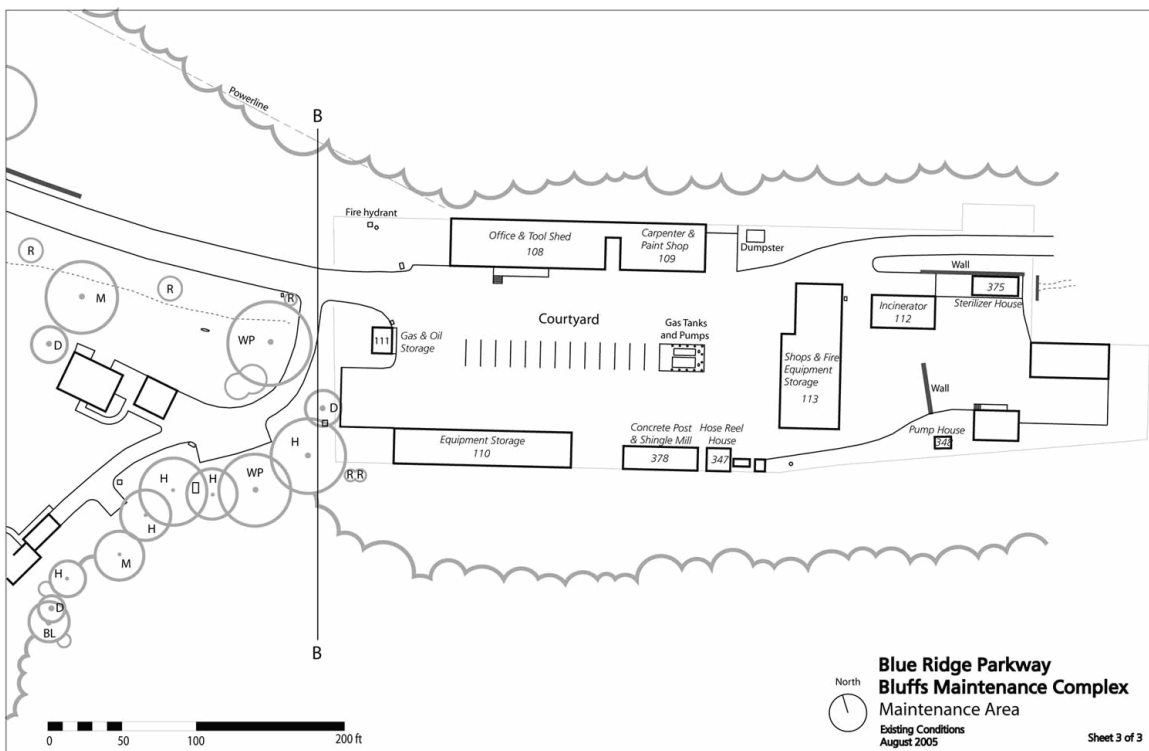 Powerline
B
Fire hydrant
Office & Tool Shed
108
Carpenter &
Paint Shop
109
Dumpster
Wall
375
Sterilizer House
Incinerator
112
R
M
R
R
D
WP
111
Gas & Oil
Storage
Courtyard
Gas Tanks
and Pumps
Shops & Fire
Equipment
Storage
113
Wall
D
H
Equipment Storage
110
Concrete Post
& Shingle Mill
378
Hose Reel
House
347
Pump House
348
H
H
WP
R R
H
M
H
D
BL
B
North
Blue Ridge Parkway
Bluffs Maintenance Complex
Maintenance Area
Existing Conditions
August 2005
Sheet 3 of 3
0 50 100 200 ft